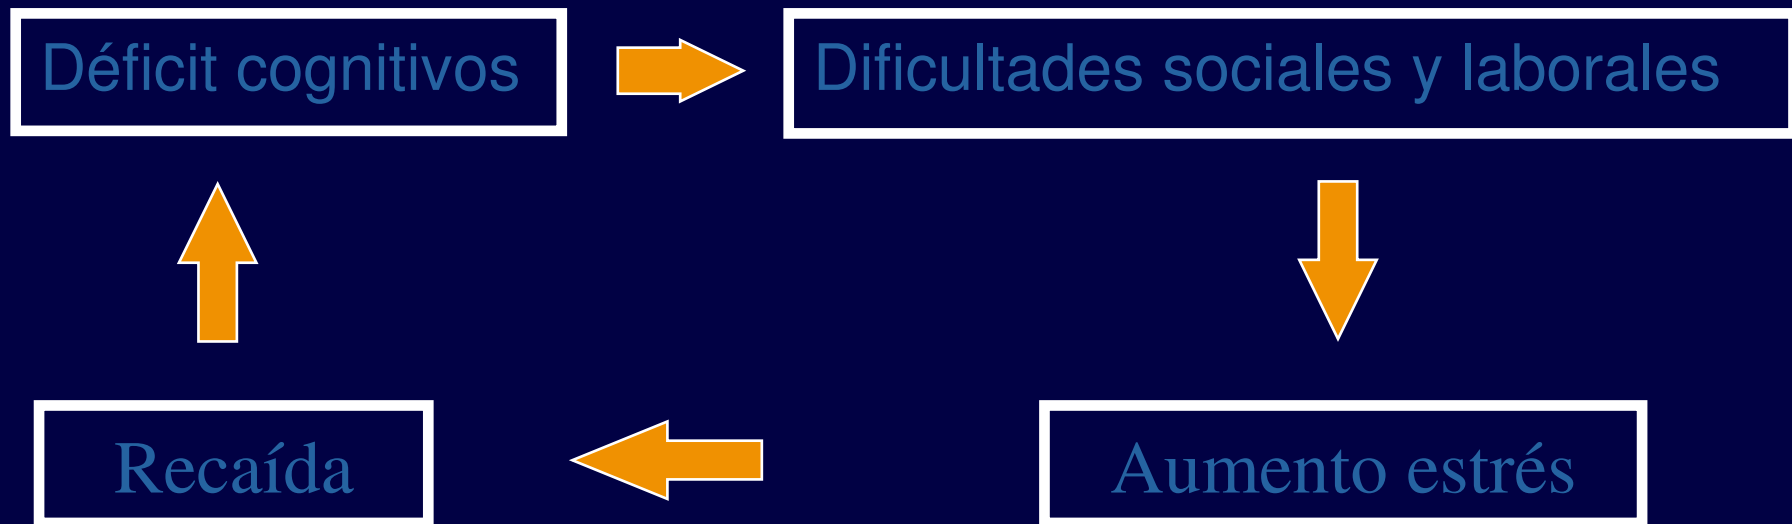 Déficit cognitivos
Dificultades sociales y laborales
Recaída
Aumento estrés